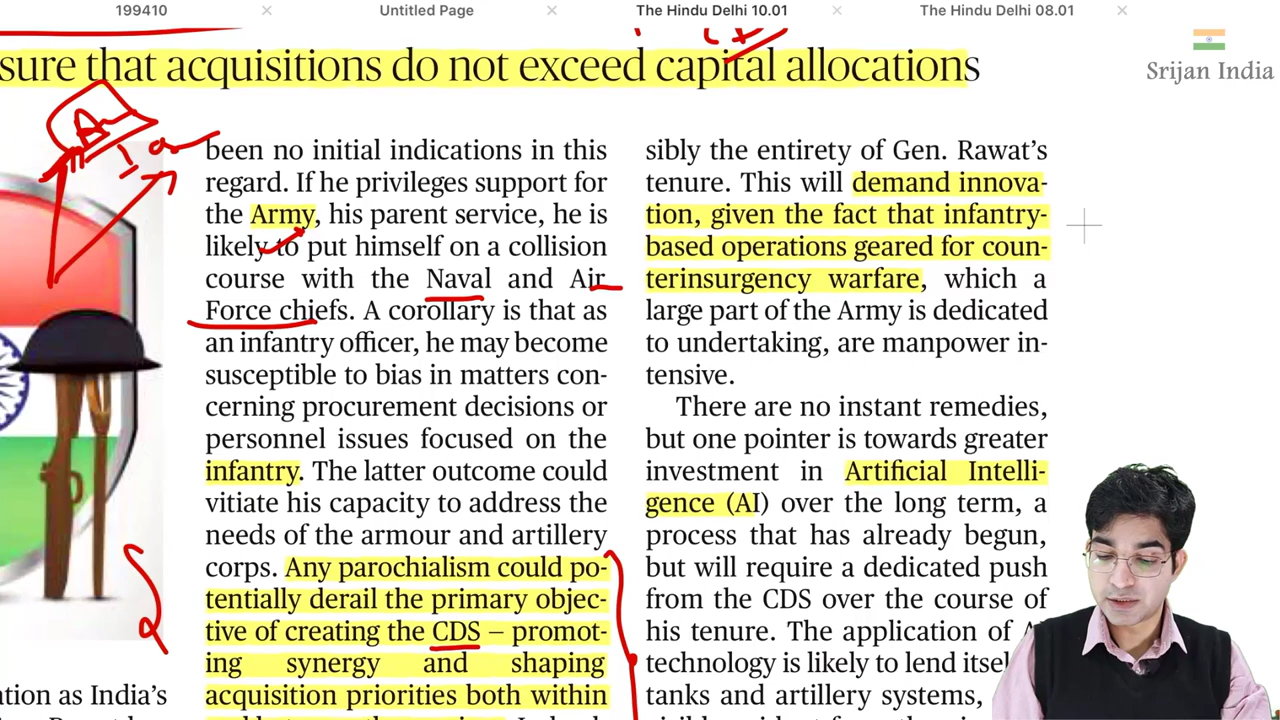 199410
Untitled Page
The Hindu Delhi 10.01
The Hindu Delhi 08.01
Srijan India
sure that acquisitions do not exceed capital allocations
been no initial indications in this
regard. If he privileges support for
the Army, his parent service, he is
likely to put himself on a collision
course with the Naval and Air
Force chiefs. A corollary is that as
an infantry officer, he may become
susceptible to bias in matters con-
cerning procurement decisions or
personnel issues focused on the
infantry. The latter outcome could
vitiate his capacity to address the
needs of the armour and artillery
corps. Any parochialism could po-
tentially derail the primary objec-
tive of creating the CDS – promot-
ing synergy and shaping
acquisition priorities both within
sibly the entirety of Gen. Rawat's
tenure. This will demand innova-
tion, given the fact that infantry-
based operations geared for coun-
terinsurgency warfare, which a
large part of the Army is dedicated
to undertaking, are manpower in-
tensive.
There are no instant remedies,
but one pointer is towards greater
investment in Artificial Intelli-
gence (AI) over the long term, a
process that has already begun,
but will require a dedicated push
from the CDS over the course of
his tenure. The application of
technology is likely to lend
tanks and artillery systems,
as India's